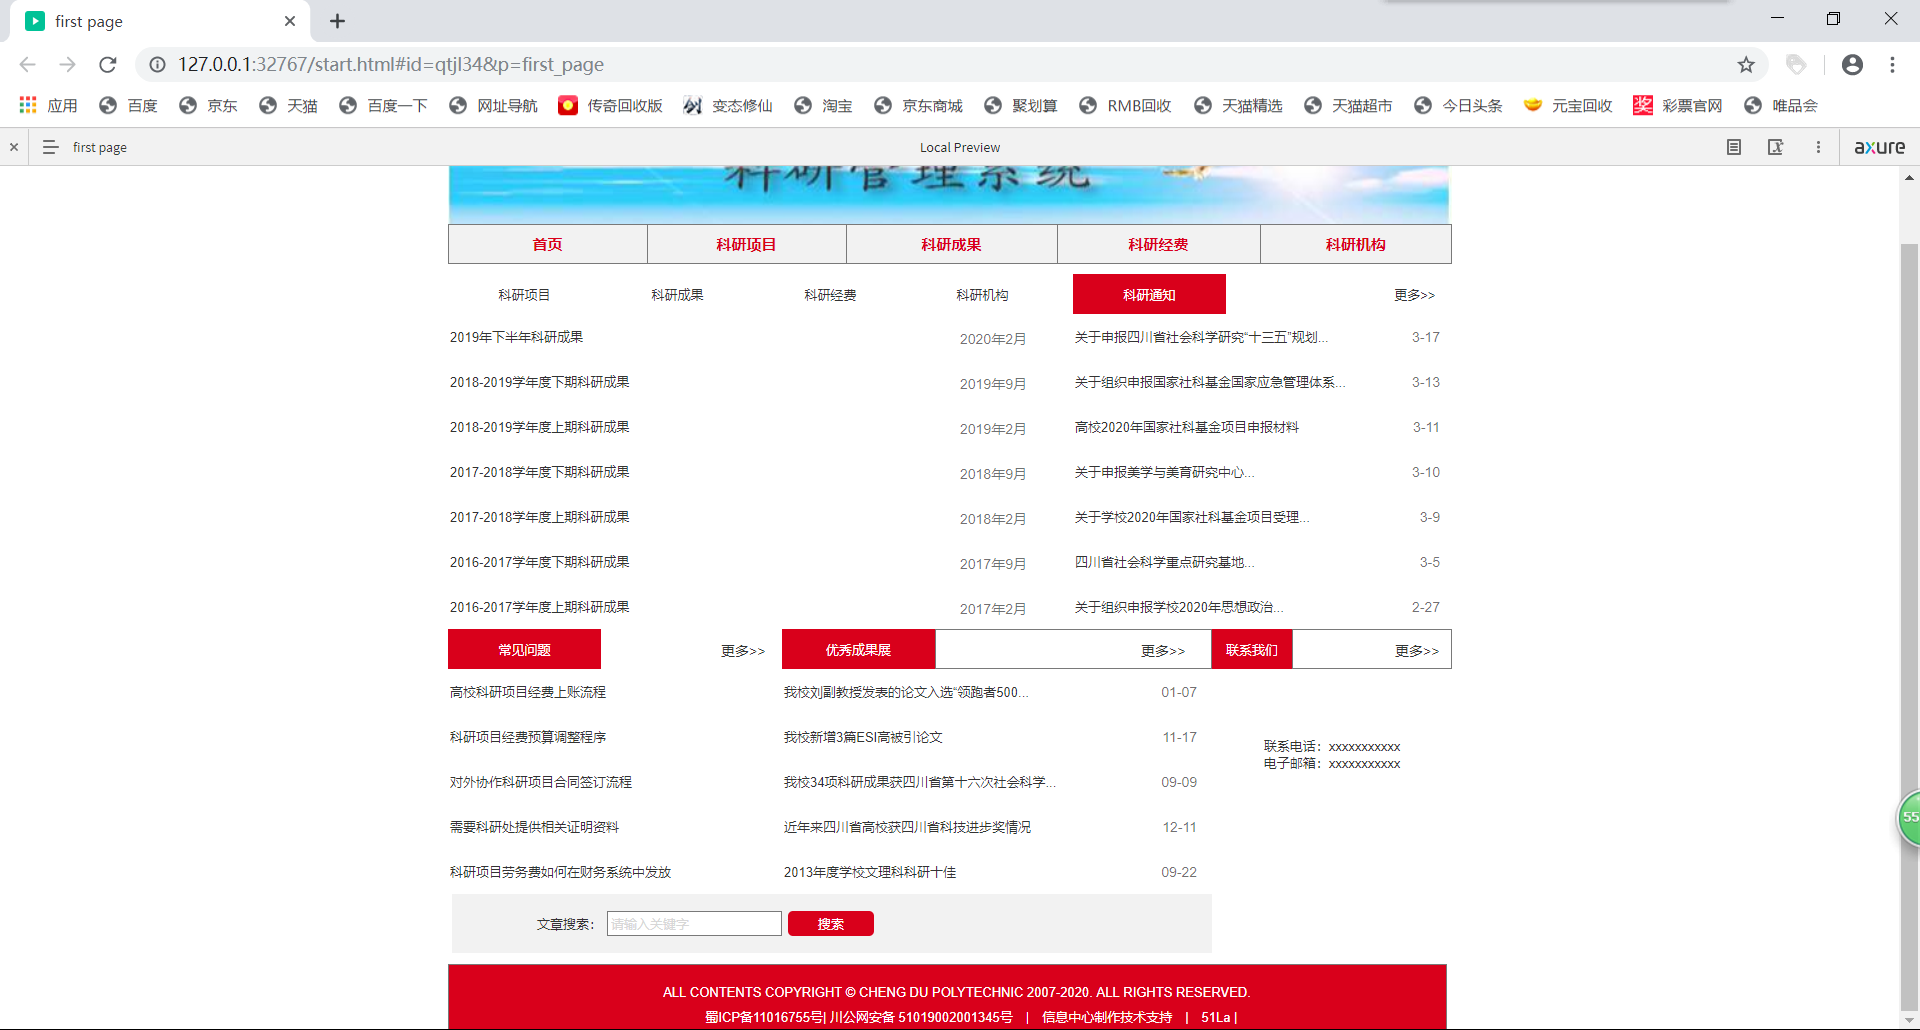 first page
127.0.0.1:32767/start.html#id=qtjl34&p=first_page
应用 百度 京东 天猫 百度一下 网址导航 传奇回收版 变态修仙 淘宝 京东商城 聚划算 RMB回收 天猫精选 天猫超市 今日头条 元宝回收 奖 彩票官网 唯品会
first page Local Preview axure
科研管理系统
首页 科研项目 科研成果 科研经费 科研机构
科研项目 科研成果 科研经费 科研机构 科研通知 更多>>
2019年下半年科研成果 2020年2月 关于申报四川省社会科学研究“十三五”规划... 3-17
2018-2019学年度下期科研成果 2019年9月 关于组织申报国家社科基金国家应急管理体系... 3-13
2018-2019学年度上期科研成果 2019年2月 高校2020年国家社科基金项目申报材料 3-11
2017-2018学年度下期科研成果 2018年9月 关于申报美学与美育研究中心... 3-10
2017-2018学年度上期科研成果 2018年2月 关于学校2020年国家社科基金项目受理... 3-9
2016-2017学年度下期科研成果 2017年9月 四川省社会科学重点研究基地... 3-5
2016-2017学年度上期科研成果 2017年2月 关于组织申报学校2020年思想政治... 2-27
常见问题 更多>> 优秀成果展 更多>> 联系我们 更多>>
高校科研项目经费上账流程 我校刘副教授发表的论文入选“领跑者500... 01-07
科研项目经费预算调整程序 我校新增3篇ESI高被引论文 11-17
联系电话：xxxxxxxxxxx
电子邮箱：xxxxxxxxxxx
对外协作科研项目合同签订流程 我校34项科研成果获四川省第十六次社会科学... 09-09
需要科研处提供相关证明资料 近年来四川省高校获四川省科技进步奖情况 12-11
科研项目劳务费如何在财务系统中发放 2013年度学校文理科科研十佳 09-22
文章搜索： 请输入关键字 搜索
ALL CONTENTS COPYRIGHT © CHENG DU POLYTECHNIC 2007-2020. ALL RIGHTS RESERVED.
蜀ICP备11016755号| 川公网安备 51019002001345号 | 信息中心制作技术支持 | 51La |
55